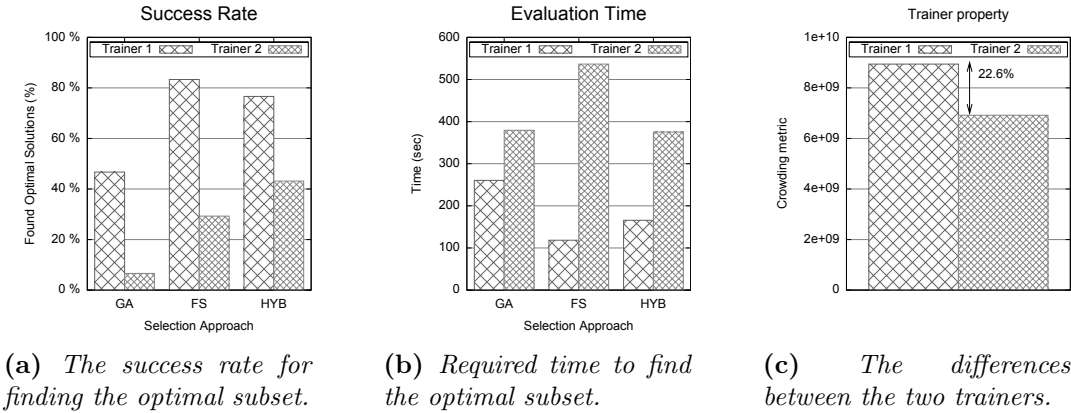 Success Rate
Found Optimal Solutions (%)
100 %
80 %
60 %
40 %
20 %
0 %
Trainer 1
Trainer 2
GA
FS
HYB
Selection Approach
(a) The success rate for
finding the optimal subset.
Evaluation Time
Time (sec)
600
500
400
300
200
100
0
Trainer 1
Trainer 2
GA
FS
HYB
Selection Approach
(b) Required time to find
the optimal subset.
Trainer property
Crowding metric
1e+10
8e+09
6e+09
4e+09
2e+09
0
Trainer 1
Trainer 2
22.6%
(c) The differences
between the two trainers.